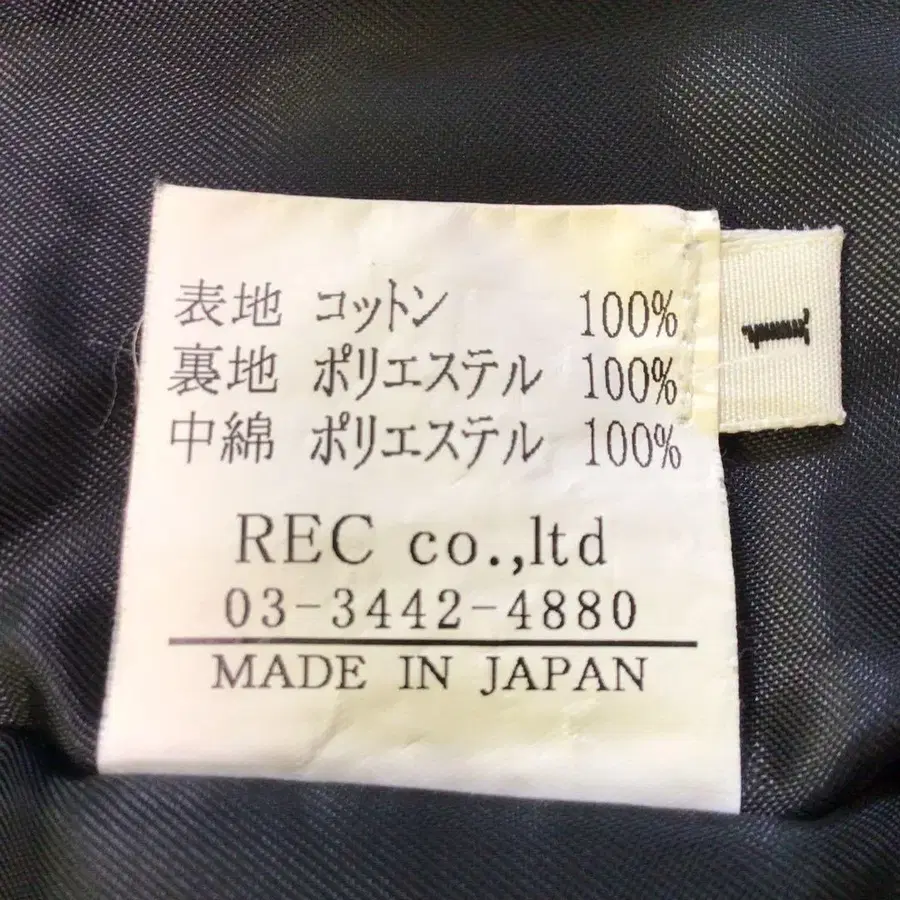 表地 コットン 100%
裏地 ポリエステル 100%
中綿 ポリエステル 100%
REC co.,ltd
03-3442-4880
MADE IN JAPAN
1